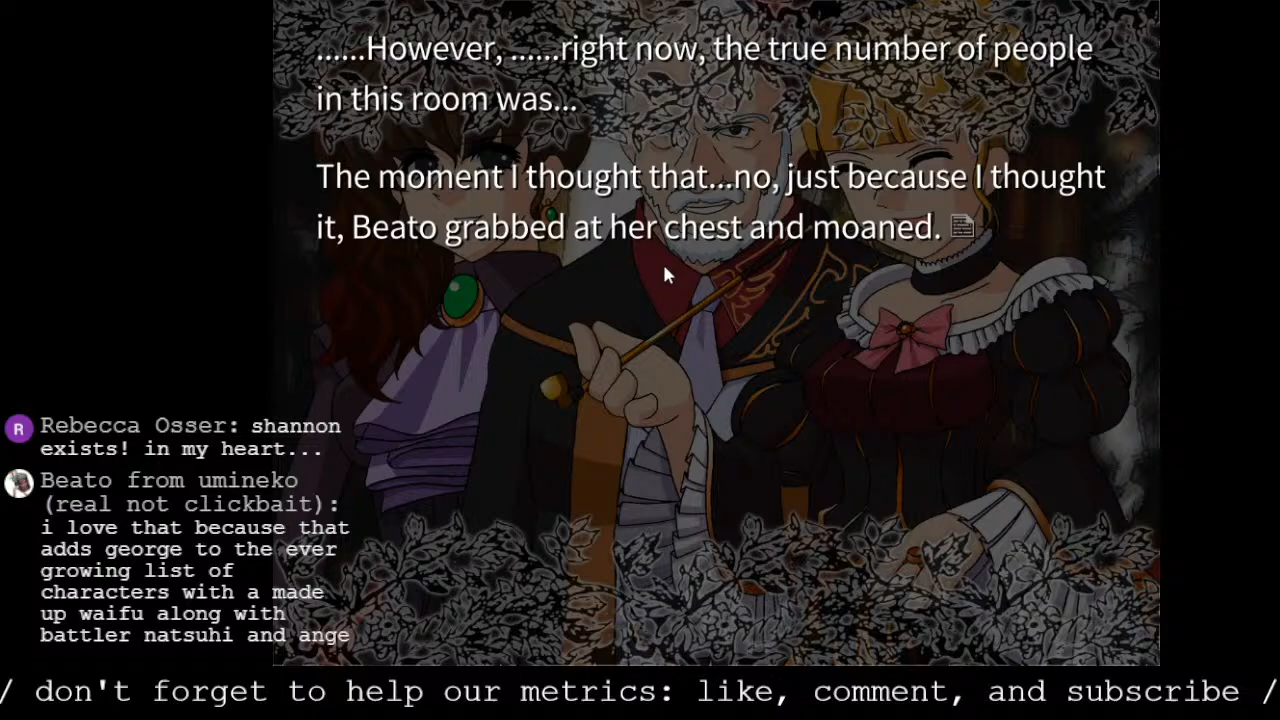 ......However, ......right now, the true number of people
in this room was...
The moment I thought that...no, just because I thought
it, Beato grabbed at her chest and moaned.
R
Rebecca Osser: shannon
exists! in my heart...
Beato from umineko
(real not clickbait):
i love that because that
adds george to the ever
growing list of
characters with a made
up waifu along with
battler natsuhi and ange
/ don't forget to help our metrics: like, comment, and subscribe /